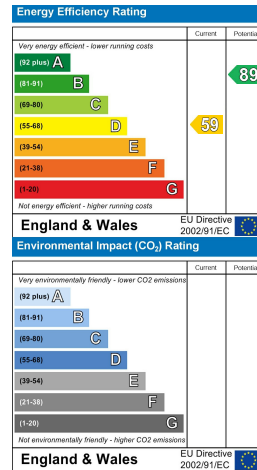 Energy Efficiency Rating
Current Potential
Very energy efficient - lower running costs
(92 plus) A
(81-91) B
(69-80) C
(55-68) D
(39-54) E
(21-38) F
(1-20) G
59
89
Not energy efficient - higher running costs
England & Wales
EU Directive
2002/91/EC
Environmental Impact (CO₂) Rating
Current Potential
Very environmentally friendly - lower CO2 emissions
(92 plus) A
(81-91) B
(69-80) C
(55-68) D
(39-54) E
(21-38) F
(1-20) G
Not environmentally friendly - higher CO2 emissions
England & Wales
EU Directive
2002/91/EC